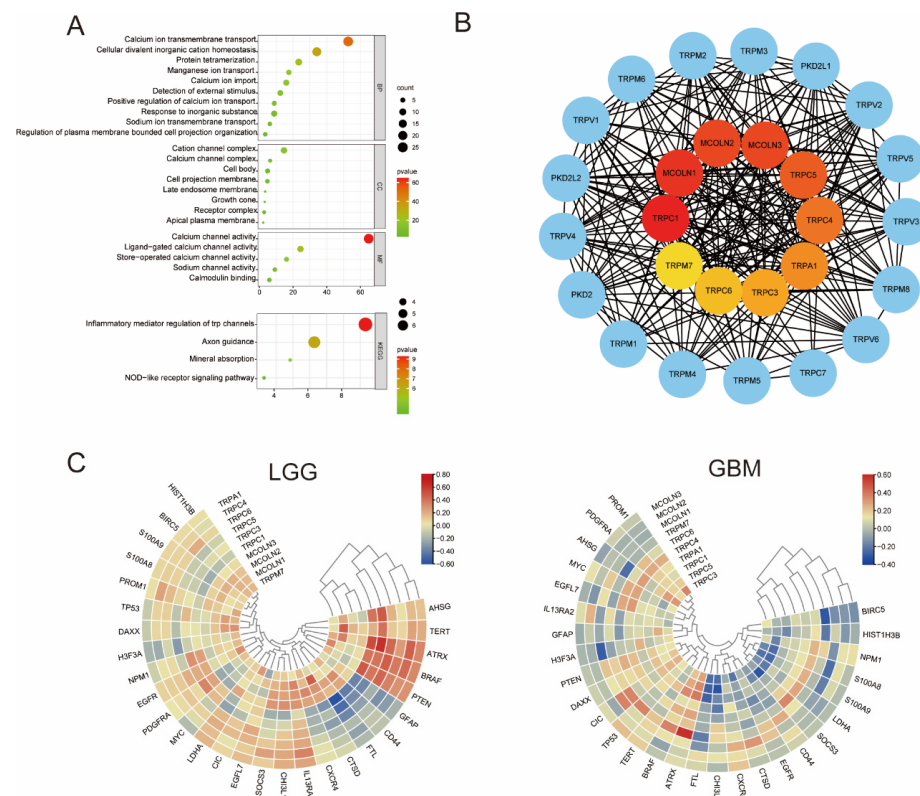 A
Calcium ion transmembrane transport
Cellular divalent inorganic cation homeostasis
Protein tetramerization
Manganese ion transport
Calcium ion import
Detection of external stimulus
Positive regulation of calcium ion transport
Response to inorganic substance
Sodium ion transmembrane transport
Regulation of plasma membrane bounded cell projection organization
BP
Cation channel complex
Calcium channel complex
Cell body
Cell projection membrane
Late endosome membrane
Growth cone
Receptor complex
Apical plasma membrane
CC
Calcium channel activity
Ligand-gated calcium channel activity
Store-operated calcium channel activity
Sodium channel activity
Calmodulin binding
MF
0 20 40 60
count
5
10
15
20
25
pvalue
60
40
20
Inflammatory mediator regulation of trp channels
Axon guidance
Mineral absorption
NOD-like receptor signaling pathway
KEGG
4 6 8
4
5
6
pvalue
9
8
7
6
B
TRPM2
TRPM3
PKD2L1
TRPM6
TRPV2
TRPV1
TRPV5
PKD2L2
TRPV3
TRPV4
TRPM8
PKD2
TRPV6
TRPM1
TRPC7
TRPM4
TRPM5
MCOLN2
MCOLN3
MCOLN1
TRPC5
TRPC1
TRPC4
TRPM7
TRPA1
TRPC6
TRPC3
C
LGG
0.80
0.60
0.40
0.20
0.00
-0.20
-0.40
-0.60
TRPA1
TRPC4
TRPC6
TRPC5
TRPC3
TRPC1
MCOLN3
MCOLN2
MCOLN1
TRPM7
HIST1H3B
BIRC5
S100A9
S100A8
PROM1
TP53
DAXX
H3F3A
NPM1
EGFR
PDGFRA
MYC
LDHA
CIC
EGFL7
SOCS3
CHI3L
IL13RA
CXCR4
CTSD
FTL
CD44
GFAP
PTEN
BRAF
ATRX
TERT
AHSG
GBM
0.60
0.40
0.20
0.00
-0.20
-0.40
MCOLN3
MCOLN2
MCOLN1
TRPM7
TRPC6
TRPC4
TRPA1
TRPC1
TRPC5
TRPC3
PROM1
PDGFRA
AHSG
MYC
EGFL7
IL13RA2
GFAP
H3F3A
PTEN
DAXX
CIC
TP53
TERT
BRAF
ATRX
FTL
CHI3L
CXCR
CTSD
EGFR
CD44
SOCS3
LDHA
S100A9
S100A8
NPM1
HIST1H3B
BIRC5